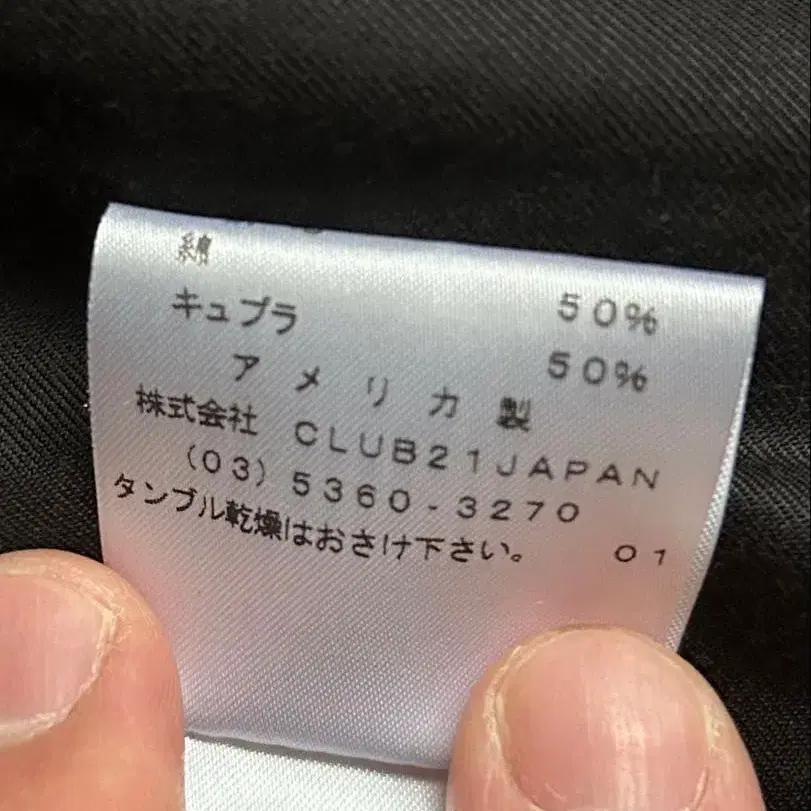 綿 50%
キュプラ 50%
アメリカ製
株式会社 CLUB21JAPAN
(03)5360-3270
タンブル乾燥はおさけ下さい。 01